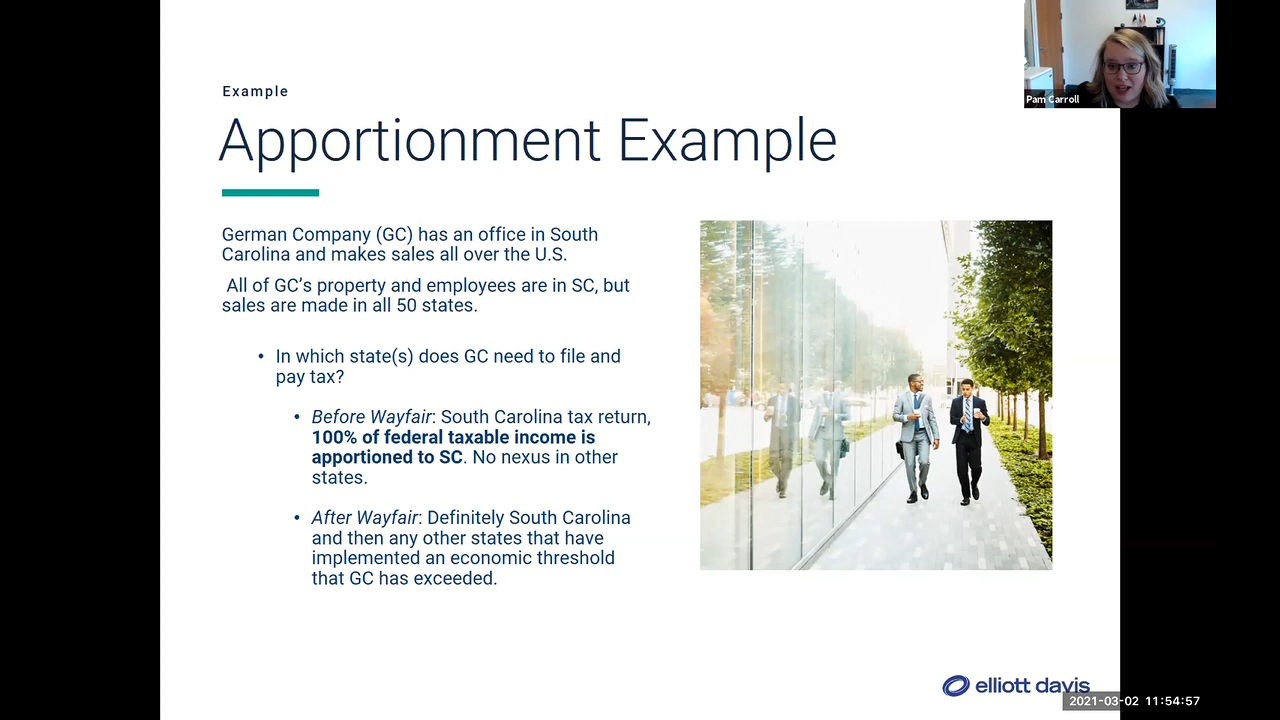 Pam Carroll
Example
Apportionment Example
German Company (GC) has an office in South
Carolina and makes sales all over the U.S.
All of GC’s property and employees are in SC, but
sales are made in all 50 states.
• In which state(s) does GC need to file and
pay tax?
• Before Wayfair: South Carolina tax return,
100% of federal taxable income is
apportioned to SC. No nexus in other
states.
• After Wayfair: Definitely South Carolina
and then any other states that have
implemented an economic threshold
that GC has exceeded.
elliott davis
2021-03-02 11:54:57